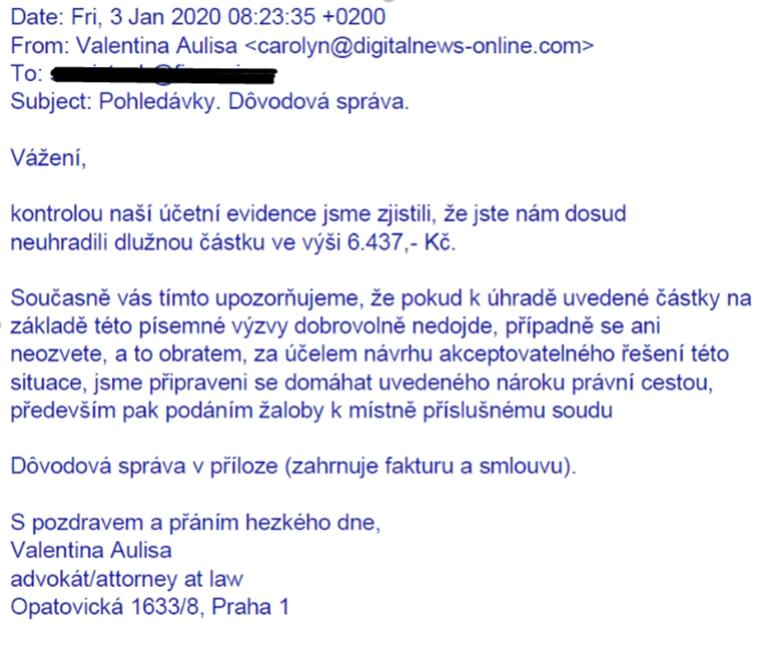 Date: Fri, 3 Jan 2020 08:23:35 +0200
From: Valentina Aulisa <carolyn@digitalnews-online.com>
To:
Subject: Pohledávky. Dôvodová správa.
Vážení,
kontrolou naší účetní evidence jsme zjistili, že jste nám dosud
neuhradili dlužnou částku ve výši 6.437,- Kč.
Současně vás tímto upozorňujeme, že pokud k úhradě uvedené částky na
základě této písemné výzvy dobrovolně nedojde, případně se ani
neozvete, a to obratem, za účelem návrhu akceptovatelného řešení této
situace, jsme připraveni se domáhat uvedeného nároku právní cestou,
především pak podáním žaloby k místně příslušnému soudu
Dôvodová správa v příloze (zahrnuje fakturu a smlouvu).
S pozdravem a přáním hezkého dne,
Valentina Aulisa
advokát/attorney at law
Opatovická 1633/8, Praha 1